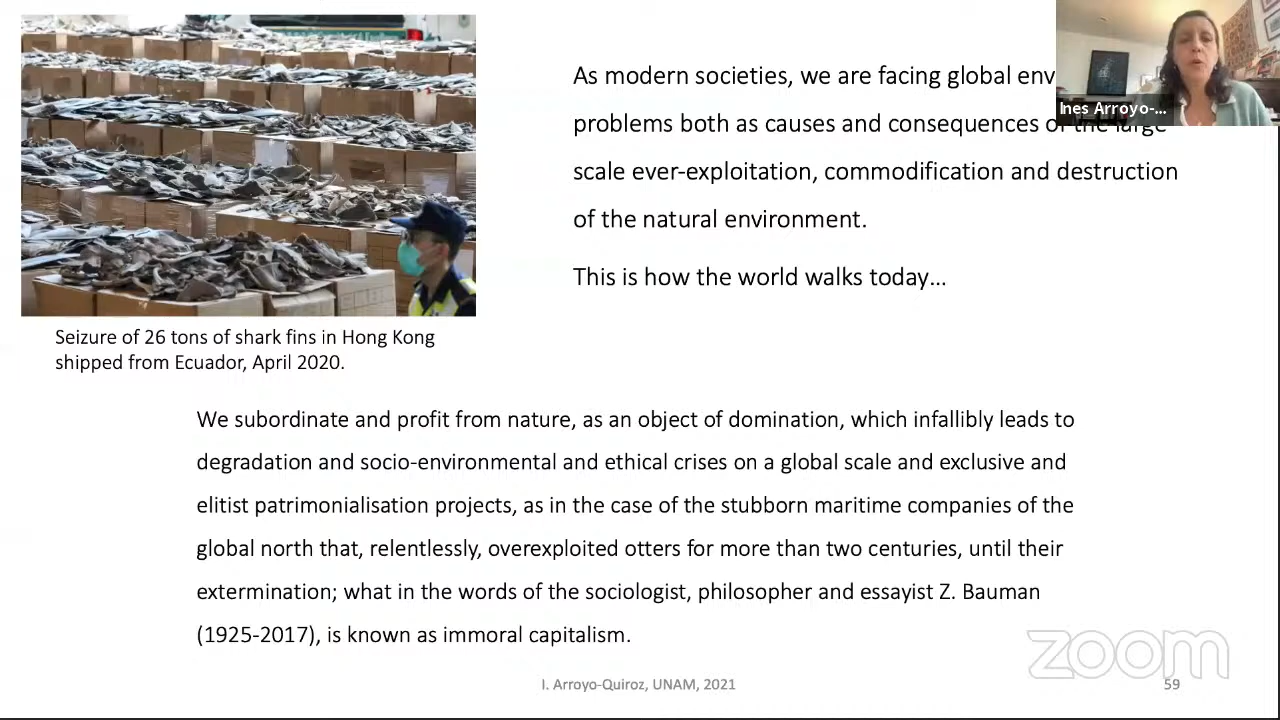 As modern societies, we are facing global env
Ines Arroyo-...
problems both as causes and consequences of the large
scale ever-exploitation, commodification and destruction
of the natural environment.
This is how the world walks today...
Seizure of 26 tons of shark fins in Hong Kong
shipped from Ecuador, April 2020.
We subordinate and profit from nature, as an object of domination, which infallibly leads to
degradation and socio-environmental and ethical crises on a global scale and exclusive and
elitist patrimonialisation projects, as in the case of the stubborn maritime companies of the
global north that, relentlessly, overexploited otters for more than two centuries, until their
extermination; what in the words of the sociologist, philosopher and essayist Z. Bauman
(1925-2017), is known as immoral capitalism.
zoom
I. Arroyo-Quiroz, UNAM, 2021
59